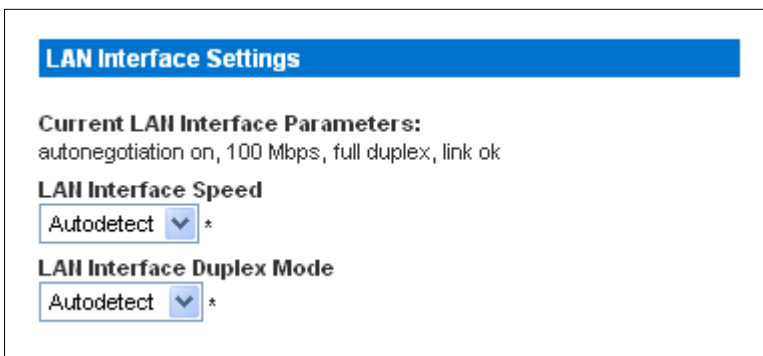 LAN Interface Settings
Current LAN Interface Parameters:
autonegotiation on, 100 Mbps, full duplex, link ok
LAN Interface Speed
Autodetect *
LAN Interface Duplex Mode
Autodetect *